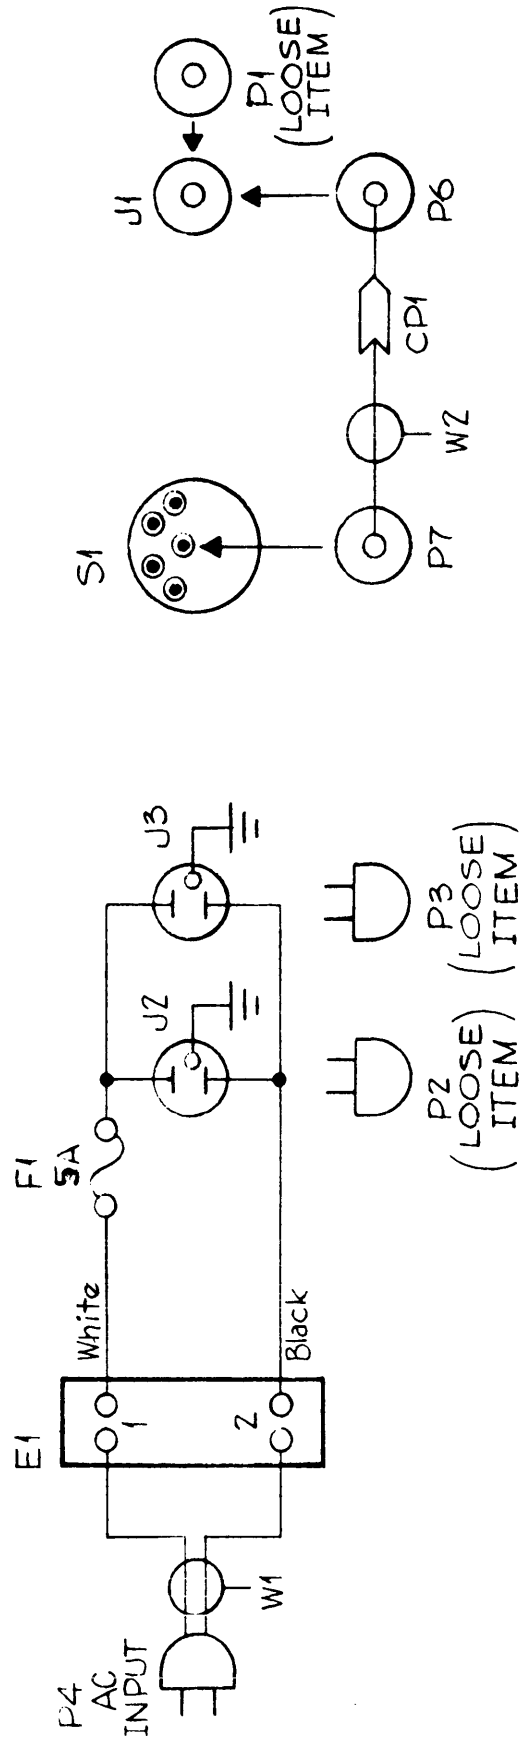 P4
AC
INPUT
W1
E1
1
2
White
Black
F1
5A
J2
J3
P2
(LOOSE
ITEM)
P3
(LOOSE
ITEM)
S1
P7
W2
CP1
P6
J1
P1
(LOOSE
ITEM)